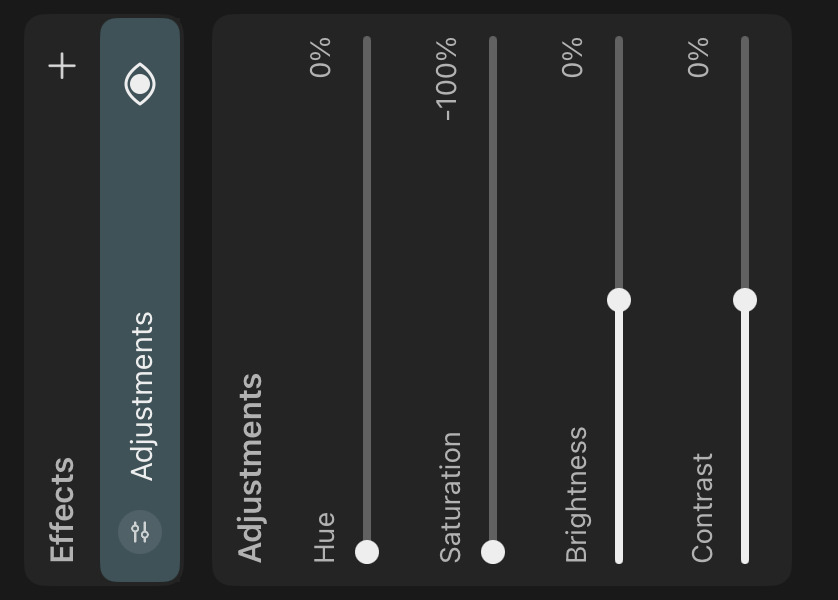 Effects
Adjustments
Adjustments
Hue 0%
Saturation -100%
Brightness 0%
Contrast 0%